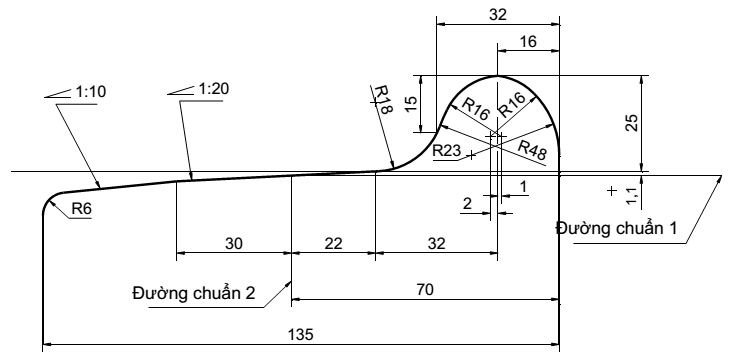 32
16
1:10
1:20
R18
15
R16
R16
25
R23
R48
R6
2
1
1,1
Đường chuẩn 1
30
22
32
Đường chuẩn 2
70
135